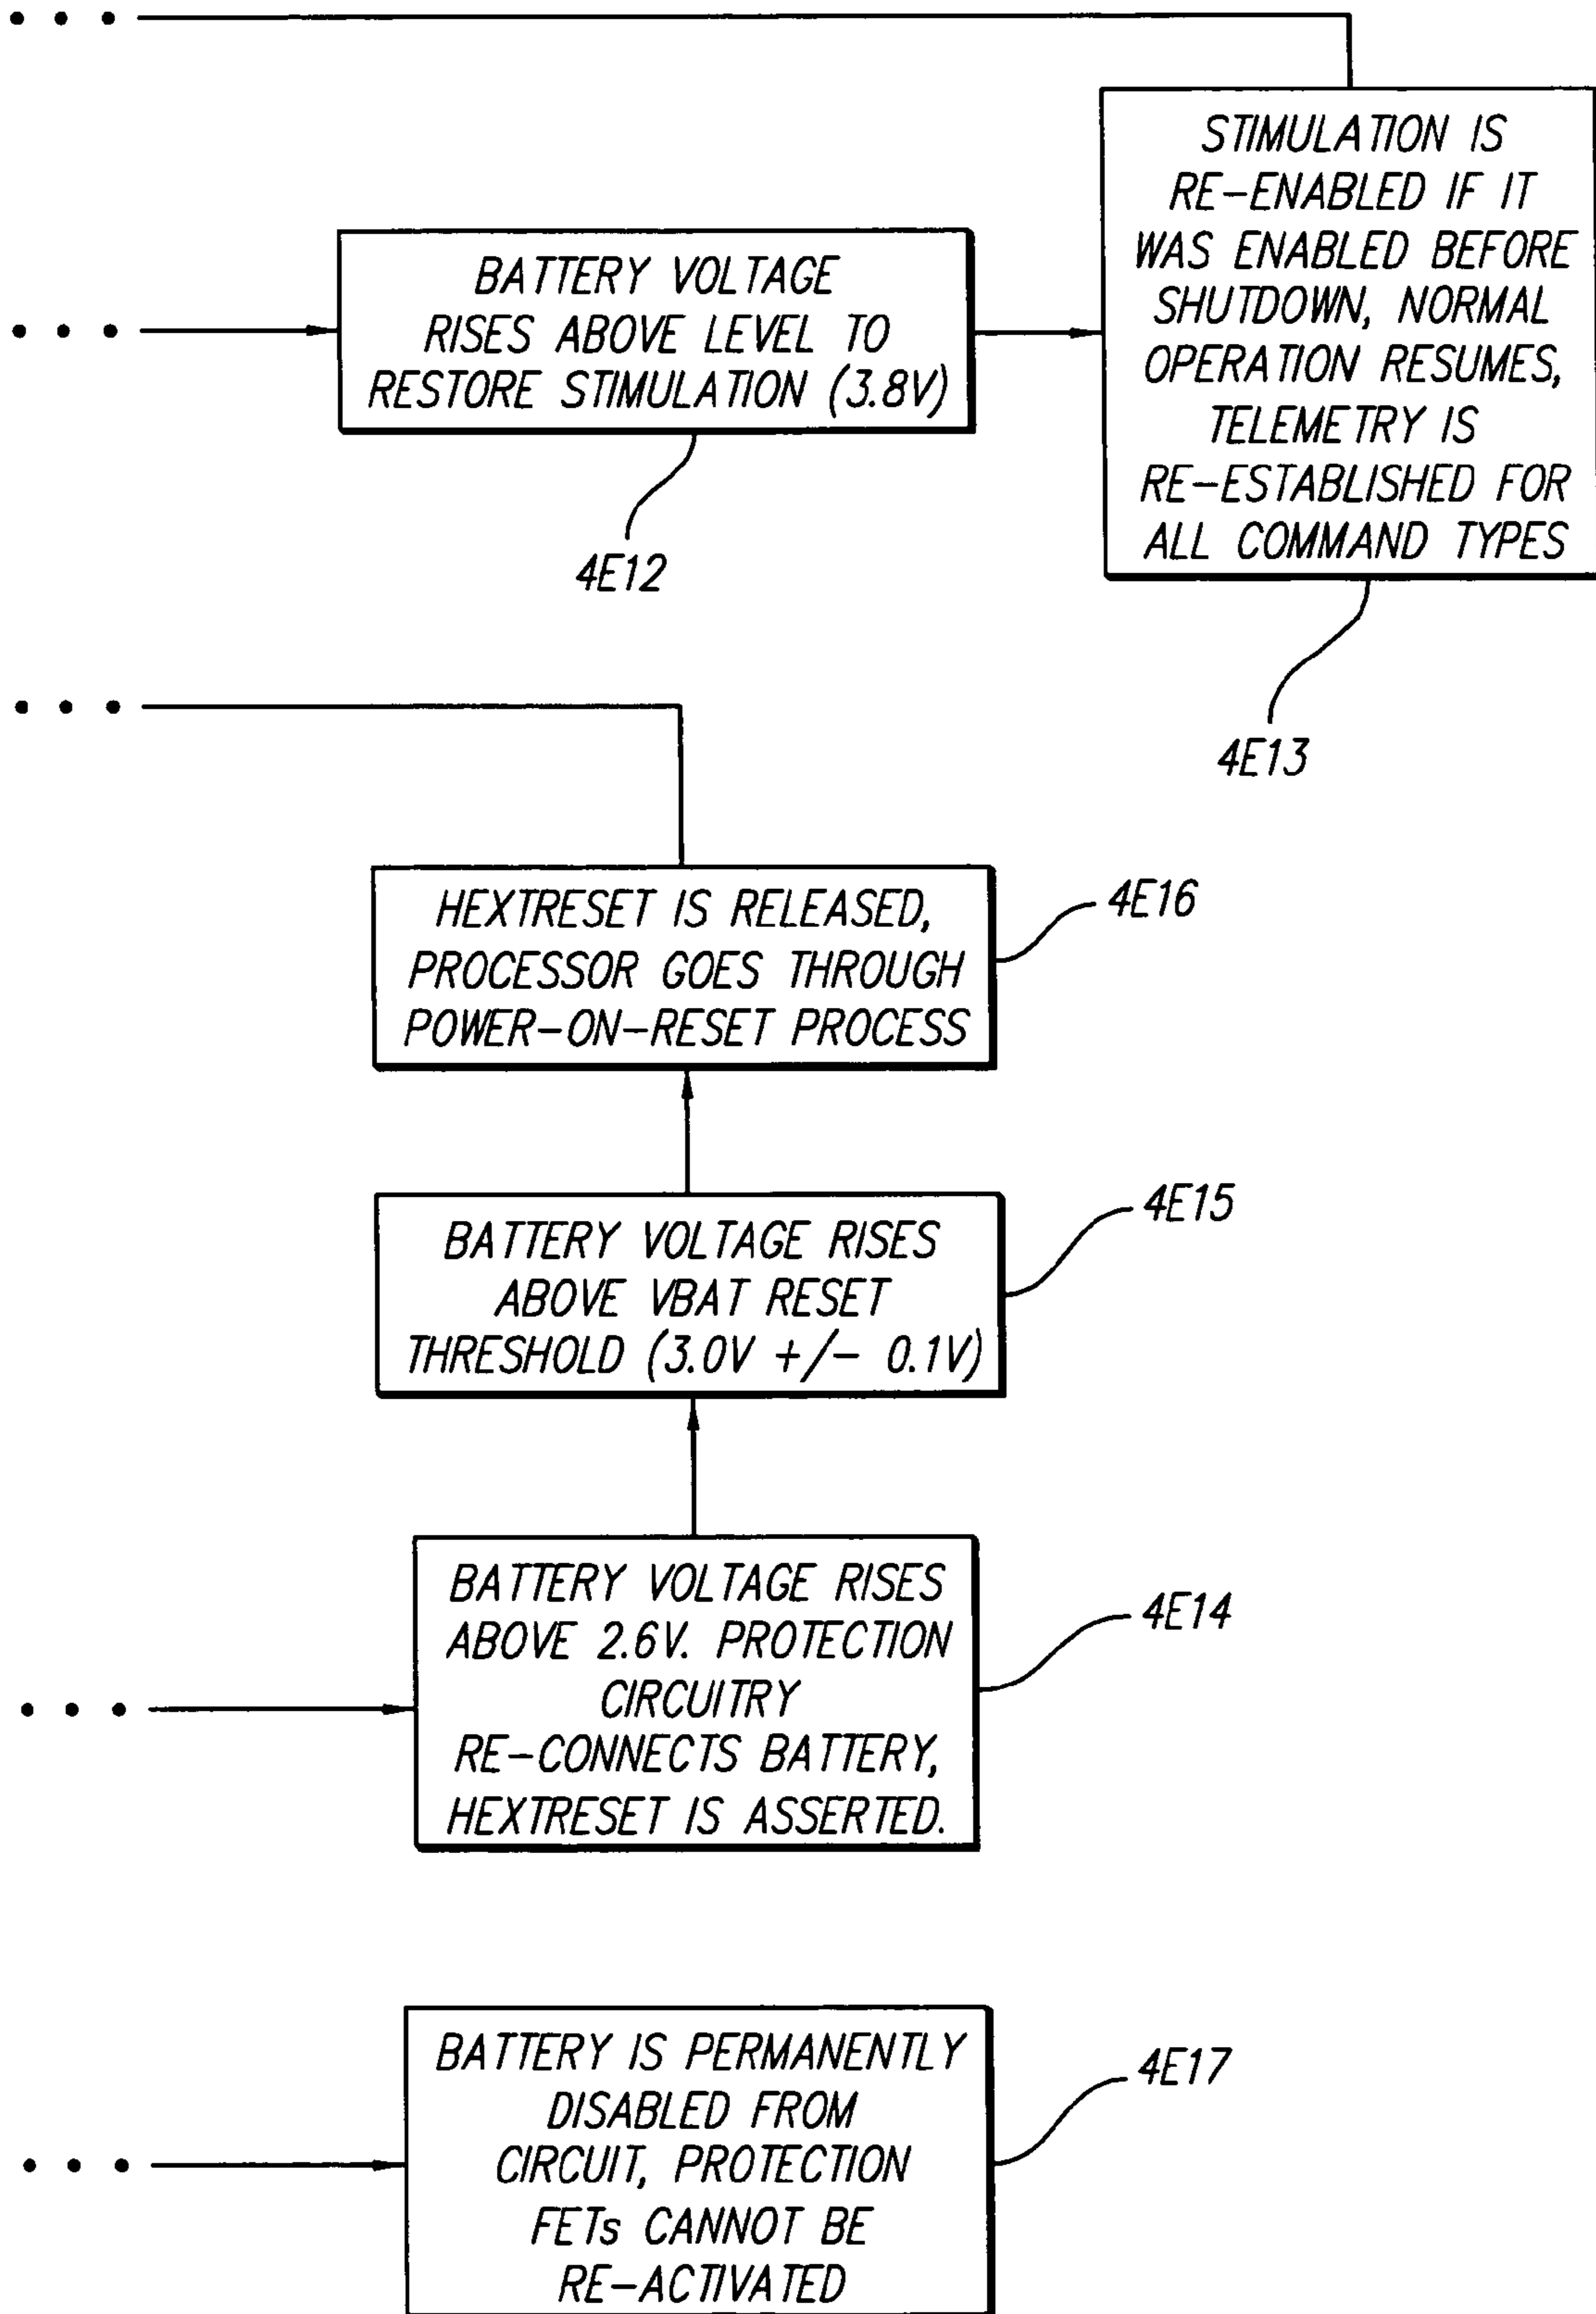 STIMULATION IS
RE-ENABLED IF IT
WAS ENABLED BEFORE
SHUTDOWN, NORMAL
OPERATION RESUMES,
TELEMETRY IS
RE-ESTABLISHED FOR
ALL COMMAND TYPES
BATTERY VOLTAGE
RISES ABOVE LEVEL TO
RESTORE STIMULATION (3.8V)
4E12
4E13
HEXTRESET IS RELEASED,
PROCESSOR GOES THROUGH
POWER-ON-RESET PROCESS
4E16
BATTERY VOLTAGE RISES
ABOVE VBAT RESET
THRESHOLD (3.0V +/- 0.1V)
4E15
BATTERY VOLTAGE RISES
ABOVE 2.6V. PROTECTION
CIRCUITRY
RE-CONNECTS BATTERY,
HEXTRESET IS ASSERTED.
4E14
BATTERY IS PERMANENTLY
DISABLED FROM
CIRCUIT, PROTECTION
FETs CANNOT BE
RE-ACTIVATED
4E17